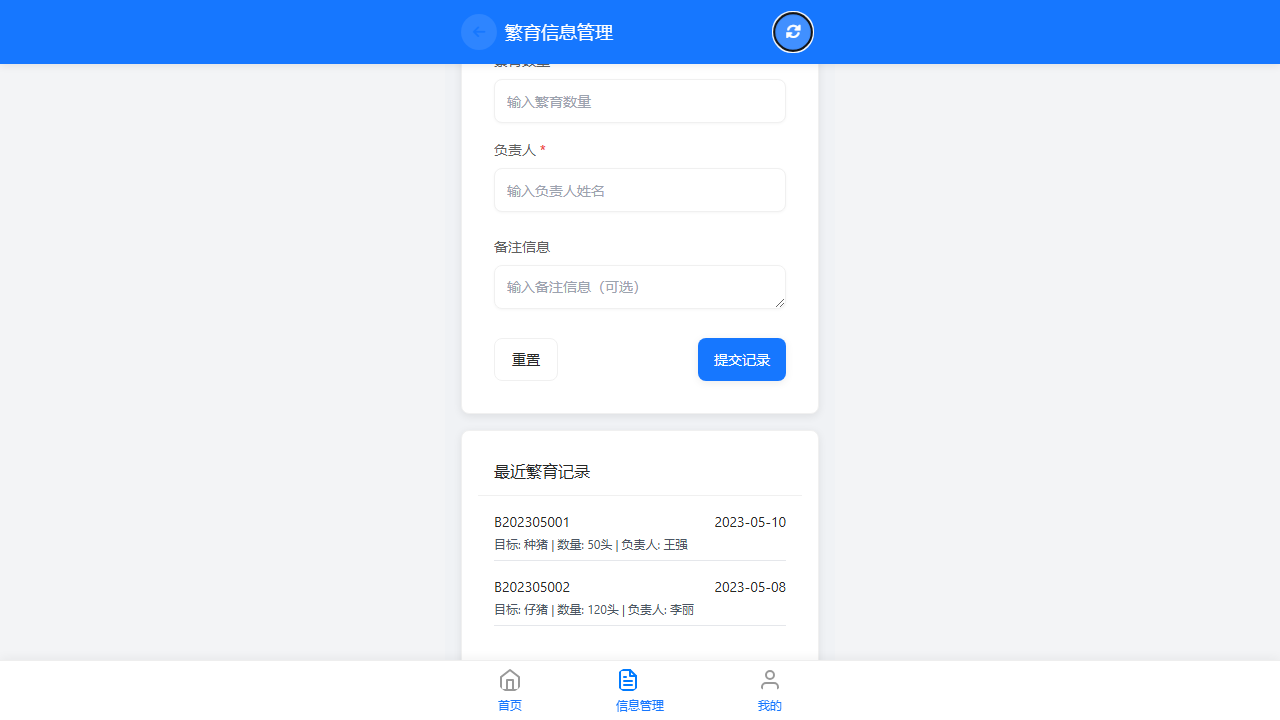 繁育信息管理
繁育数量
输入繁育数量
负责人 *
输入负责人姓名
备注信息
输入备注信息（可选）
重置
提交记录
最近繁育记录
B202305001 2023-05-10
目标: 种猪 | 数量: 50头 | 负责人: 王强
B202305002 2023-05-08
目标: 仔猪 | 数量: 120头 | 负责人: 李丽
首页
信息管理
我的